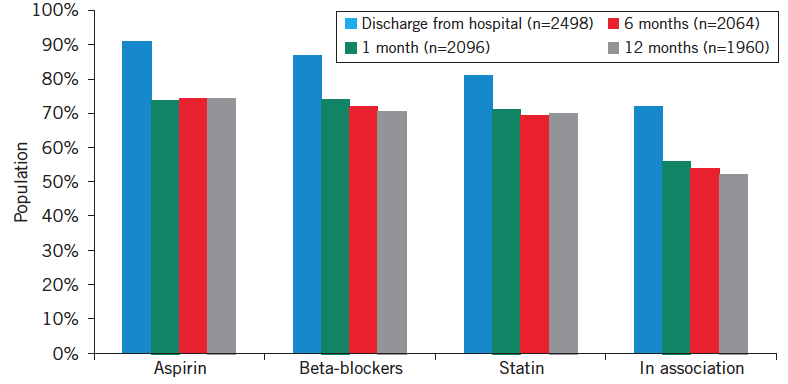 100%
90%
80%
70%
60%
50%
40%
30%
20%
10%
0%
Population
Discharge from hospital (n=2498)
6 months (n=2064)
1 month (n=2096)
12 months (n=1960)
Aspirin
Beta-blockers
Statin
In association